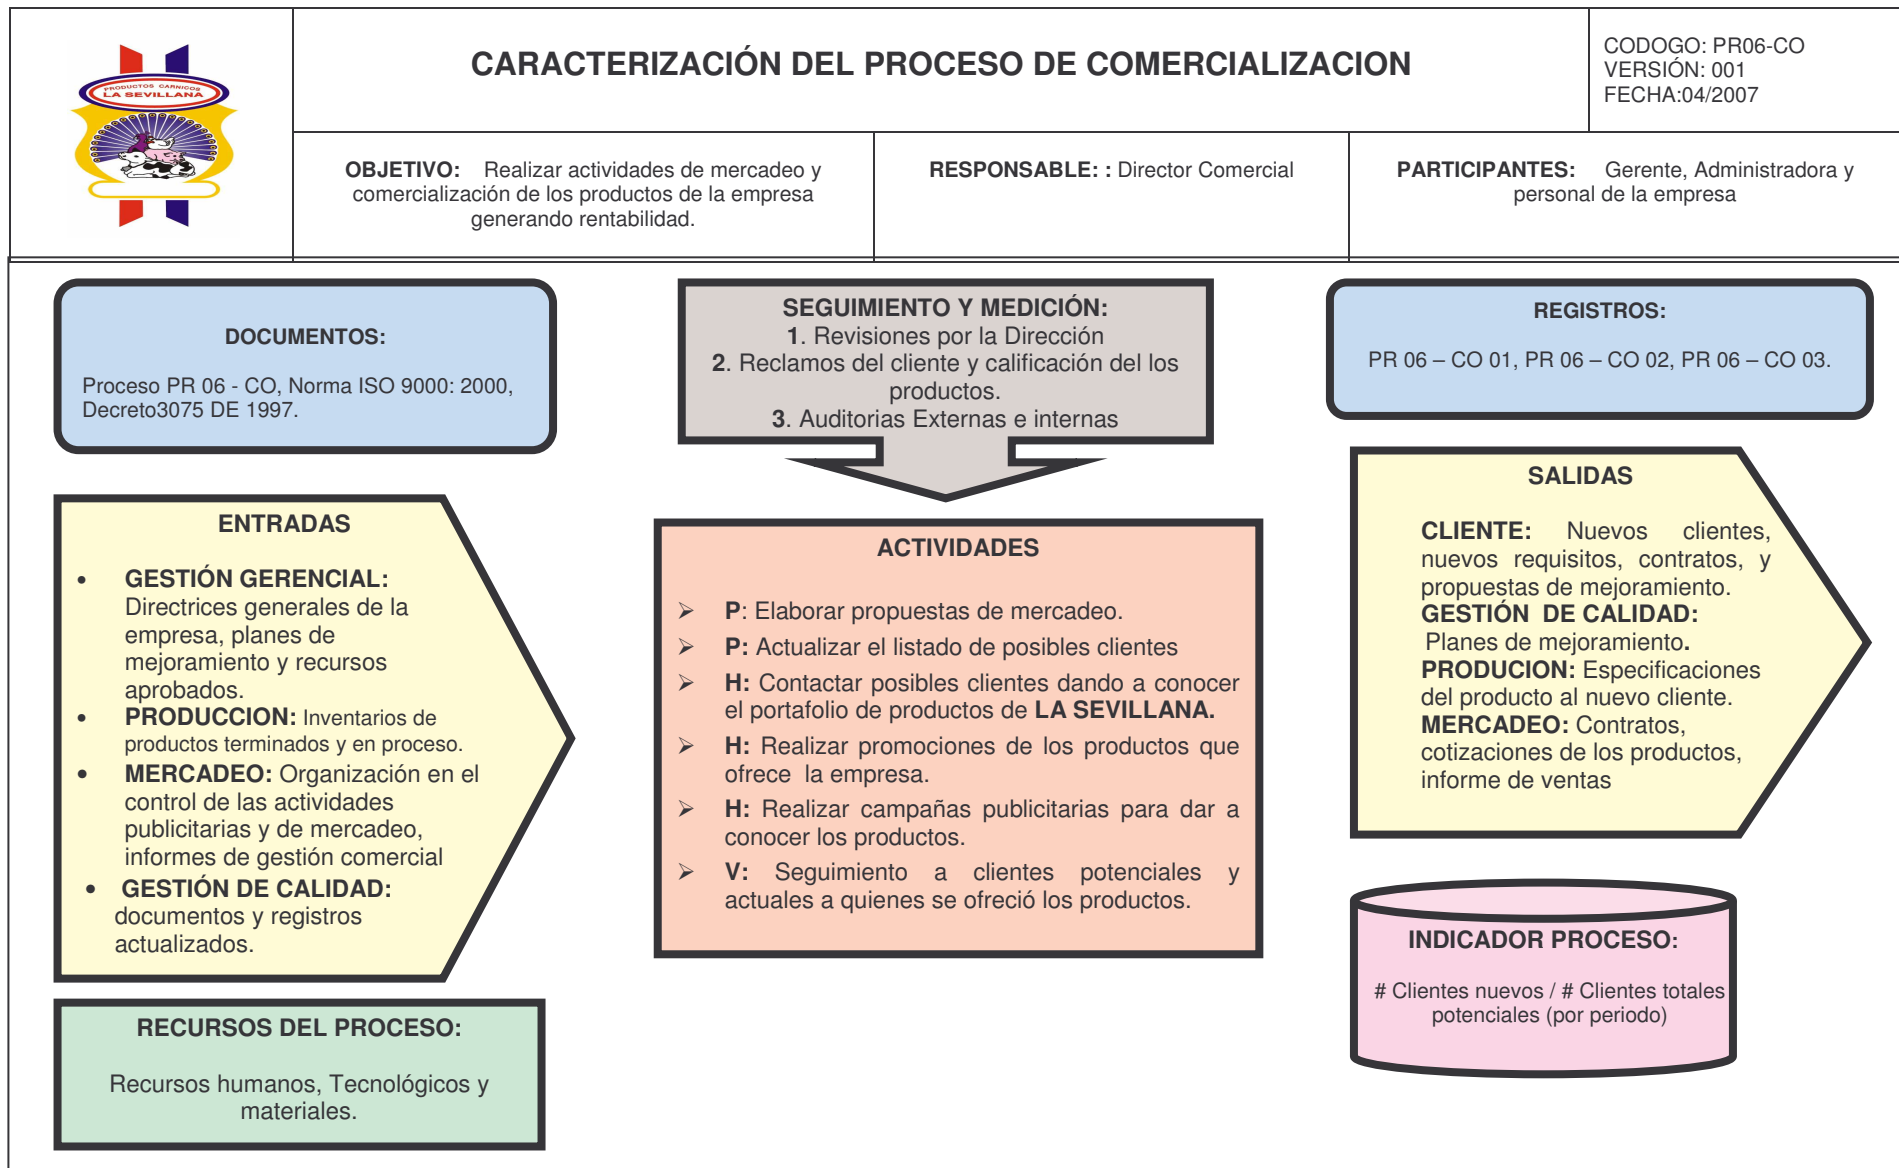 PRODUCTOS CARNICOS
LA SEVILLANA
CARACTERIZACIÓN DEL PROCESO DE COMERCIALIZACION
CODOGO: PR06-CO
VERSIÓN: 001
FECHA:04/2007
OBJETIVO: Realizar actividades de mercadeo y
comercialización de los productos de la empresa
generando rentabilidad.
RESPONSABLE: : Director Comercial
PARTICIPANTES: Gerente, Administradora y
personal de la empresa
DOCUMENTOS:
Proceso PR 06 - CO, Norma ISO 9000: 2000,
Decreto3075 DE 1997.
SEGUIMIENTO Y MEDICIÓN:
1. Revisiones por la Dirección
2. Reclamos del cliente y calificación del los
productos.
3. Auditorias Externas e internas
REGISTROS:
PR 06 – CO 01, PR 06 – CO 02, PR 06 – CO 03.
ENTRADAS
• GESTIÓN GERENCIAL:
Directrices generales de la
empresa, planes de
mejoramiento y recursos
aprobados.
• PRODUCCION: Inventarios de
productos terminados y en proceso.
• MERCADEO: Organización en el
control de las actividades
publicitarias y de mercadeo,
informes de gestión comercial
• GESTIÓN DE CALIDAD:
documentos y registros
actualizados.
ACTIVIDADES
➢ P: Elaborar propuestas de mercadeo.
➢ P: Actualizar el listado de posibles clientes
➢ H: Contactar posibles clientes dando a conocer
el portafolio de productos de LA SEVILLANA.
➢ H: Realizar promociones de los productos que
ofrece la empresa.
➢ H: Realizar campañas publicitarias para dar a
conocer los productos.
➢ V: Seguimiento a clientes potenciales y
actuales a quienes se ofreció los productos.
SALIDAS
CLIENTE: Nuevos clientes,
nuevos requisitos, contratos, y
propuestas de mejoramiento.
GESTIÓN DE CALIDAD:
Planes de mejoramiento.
PRODUCION: Especificaciones
del producto al nuevo cliente.
MERCADEO: Contratos,
cotizaciones de los productos,
informe de ventas
RECURSOS DEL PROCESO:
Recursos humanos, Tecnológicos y
materiales.
INDICADOR PROCESO:
# Clientes nuevos / # Clientes totales
potenciales (por periodo)